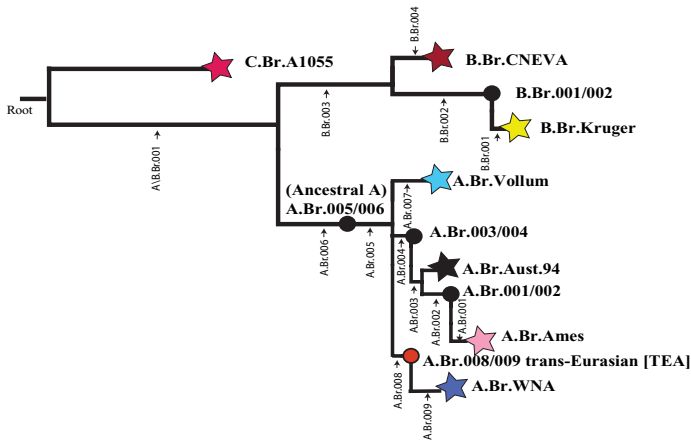 B.Br.004
C.Br.A1055
B.Br.CNEVA
Root
B.Br.003
B.Br.002
B.Br.001/002
A\B.Br.001
B.Br.001
B.Br.Kruger
(Ancestral A)
A.Br.005/006
A.Br.Vollum
A.Br.007
A.Br.006
A.Br.005
A.Br.004
A.Br.003/004
A.Br.Aust.94
A.Br.003
A.Br.001/002
A.Br.002
A.Br.001
A.Br.Ames
A.Br.008/009 trans-Eurasian [TEA]
A.Br.008
A.Br.WNA
A.Br.009